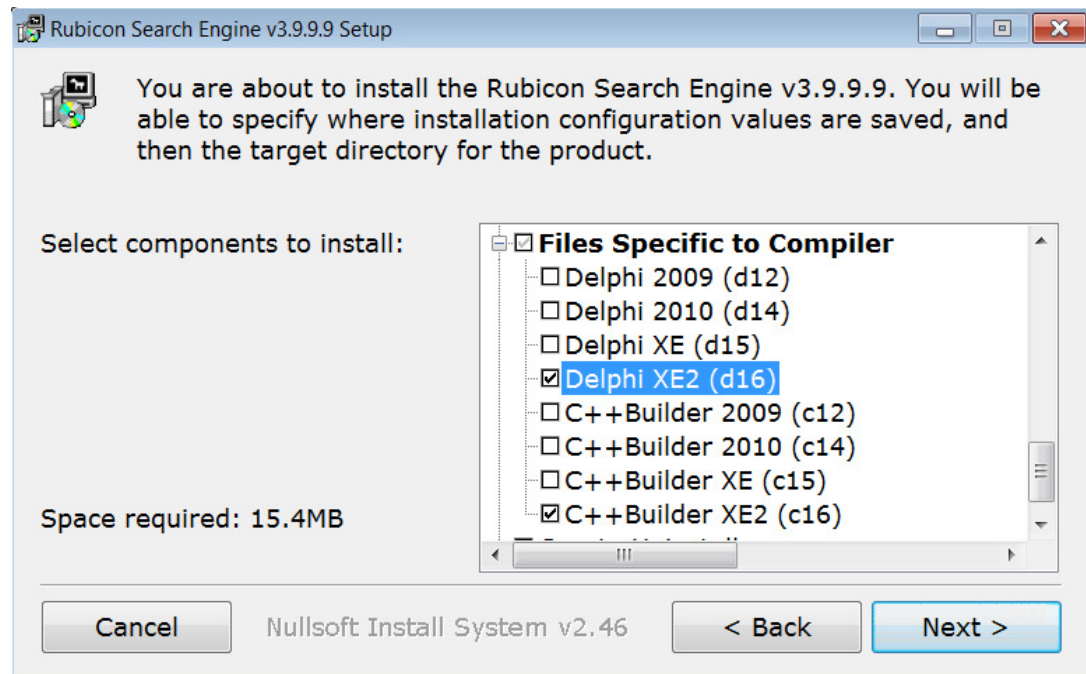 Rubicon Search Engine v3.9.9.9 Setup
You are about to install the Rubicon Search Engine v3.9.9.9. You will be
able to specify where installation configuration values are saved, and
then the target directory for the product.
Select components to install:
Files Specific to Compiler
Delphi 2009 (d12)
Delphi 2010 (d14)
Delphi XE (d15)
Delphi XE2 (d16)
C++Builder 2009 (c12)
C++Builder 2010 (c14)
C++Builder XE (c15)
C++Builder XE2 (c16)
Space required: 15.4MB
Cancel
Nullsoft Install System v2.46
< Back
Next >